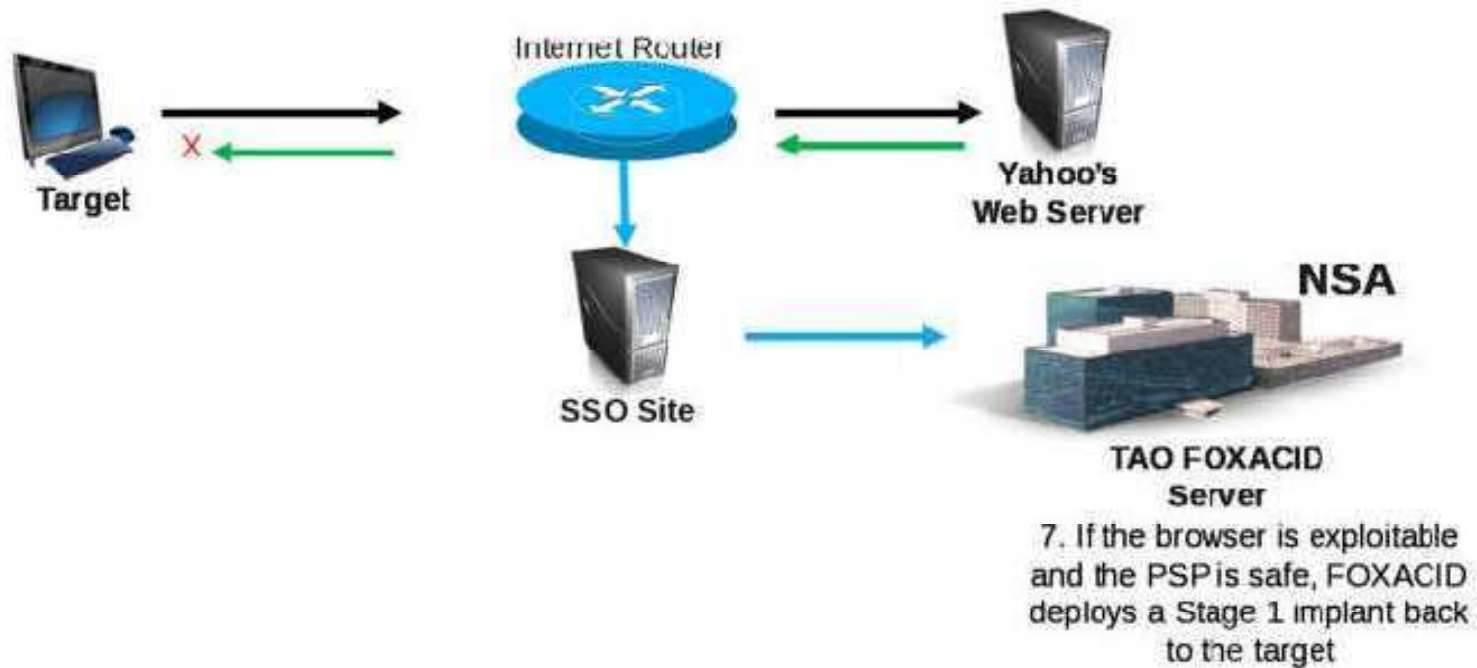 Internet Router
Target
X
Yahoo's
Web Server
NSA
SSO Site
TAO FOXACID
Server
7. If the browser is exploitable
and the PSP is safe, FOXACID
deploys a Stage 1 implant back
to the target